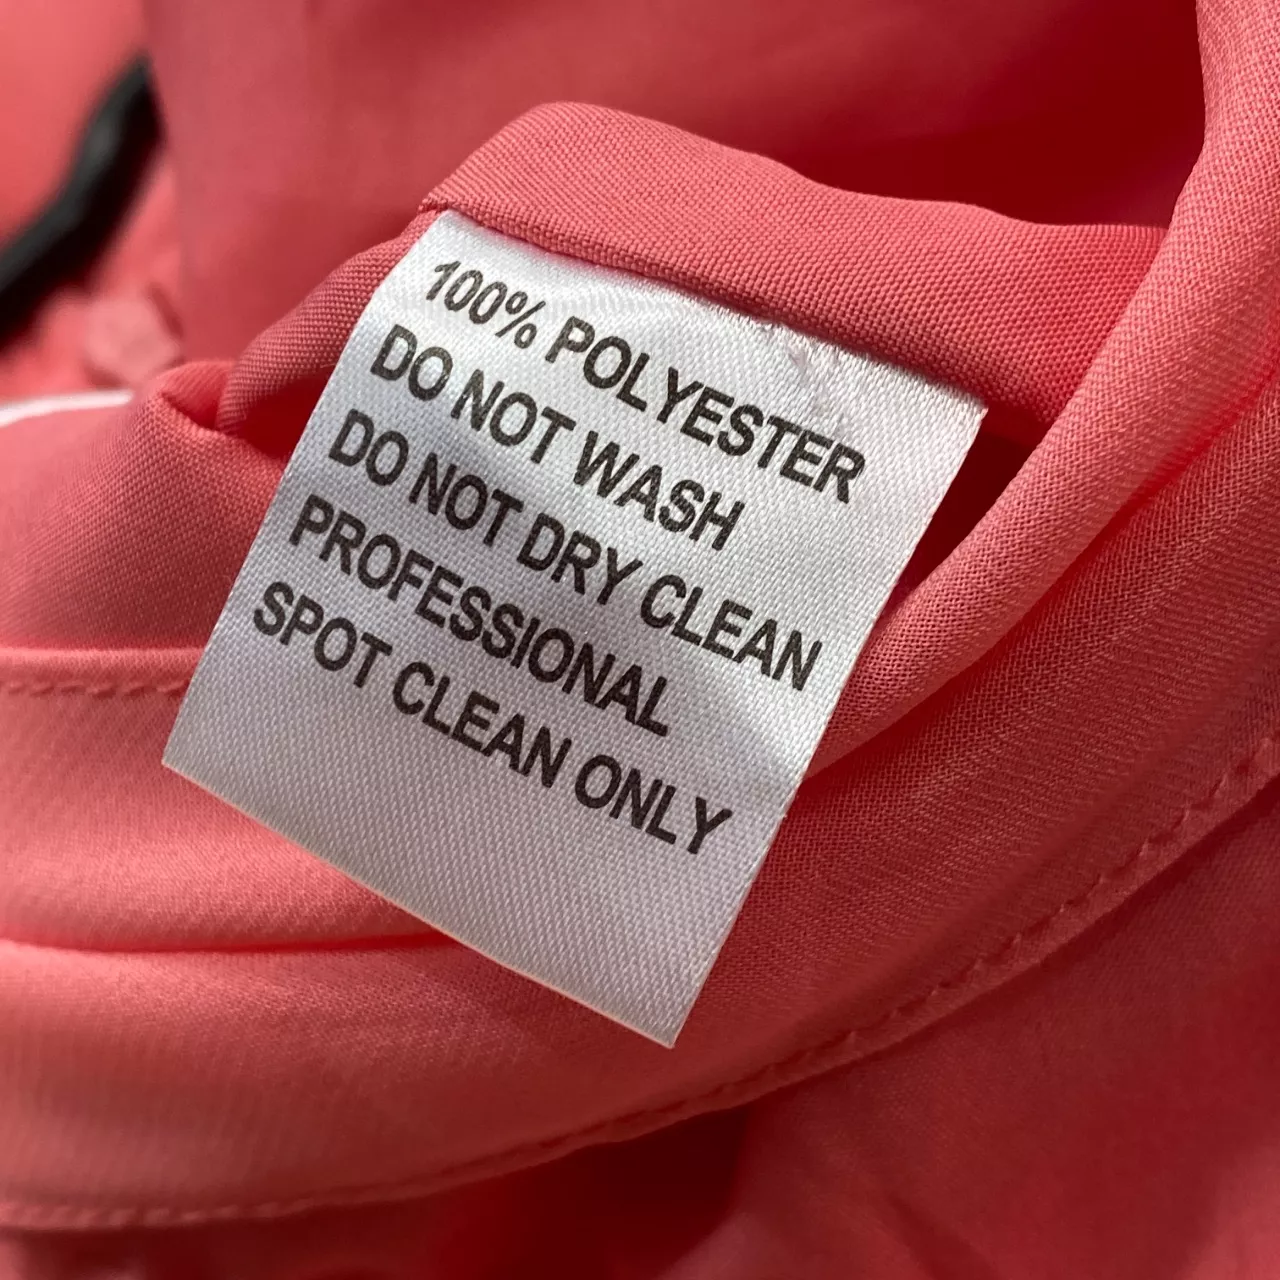 100% POLYESTER
DO NOT WASH
DO NOT DRY CLEAN
PROFESSIONAL
SPOT CLEAN ONLY